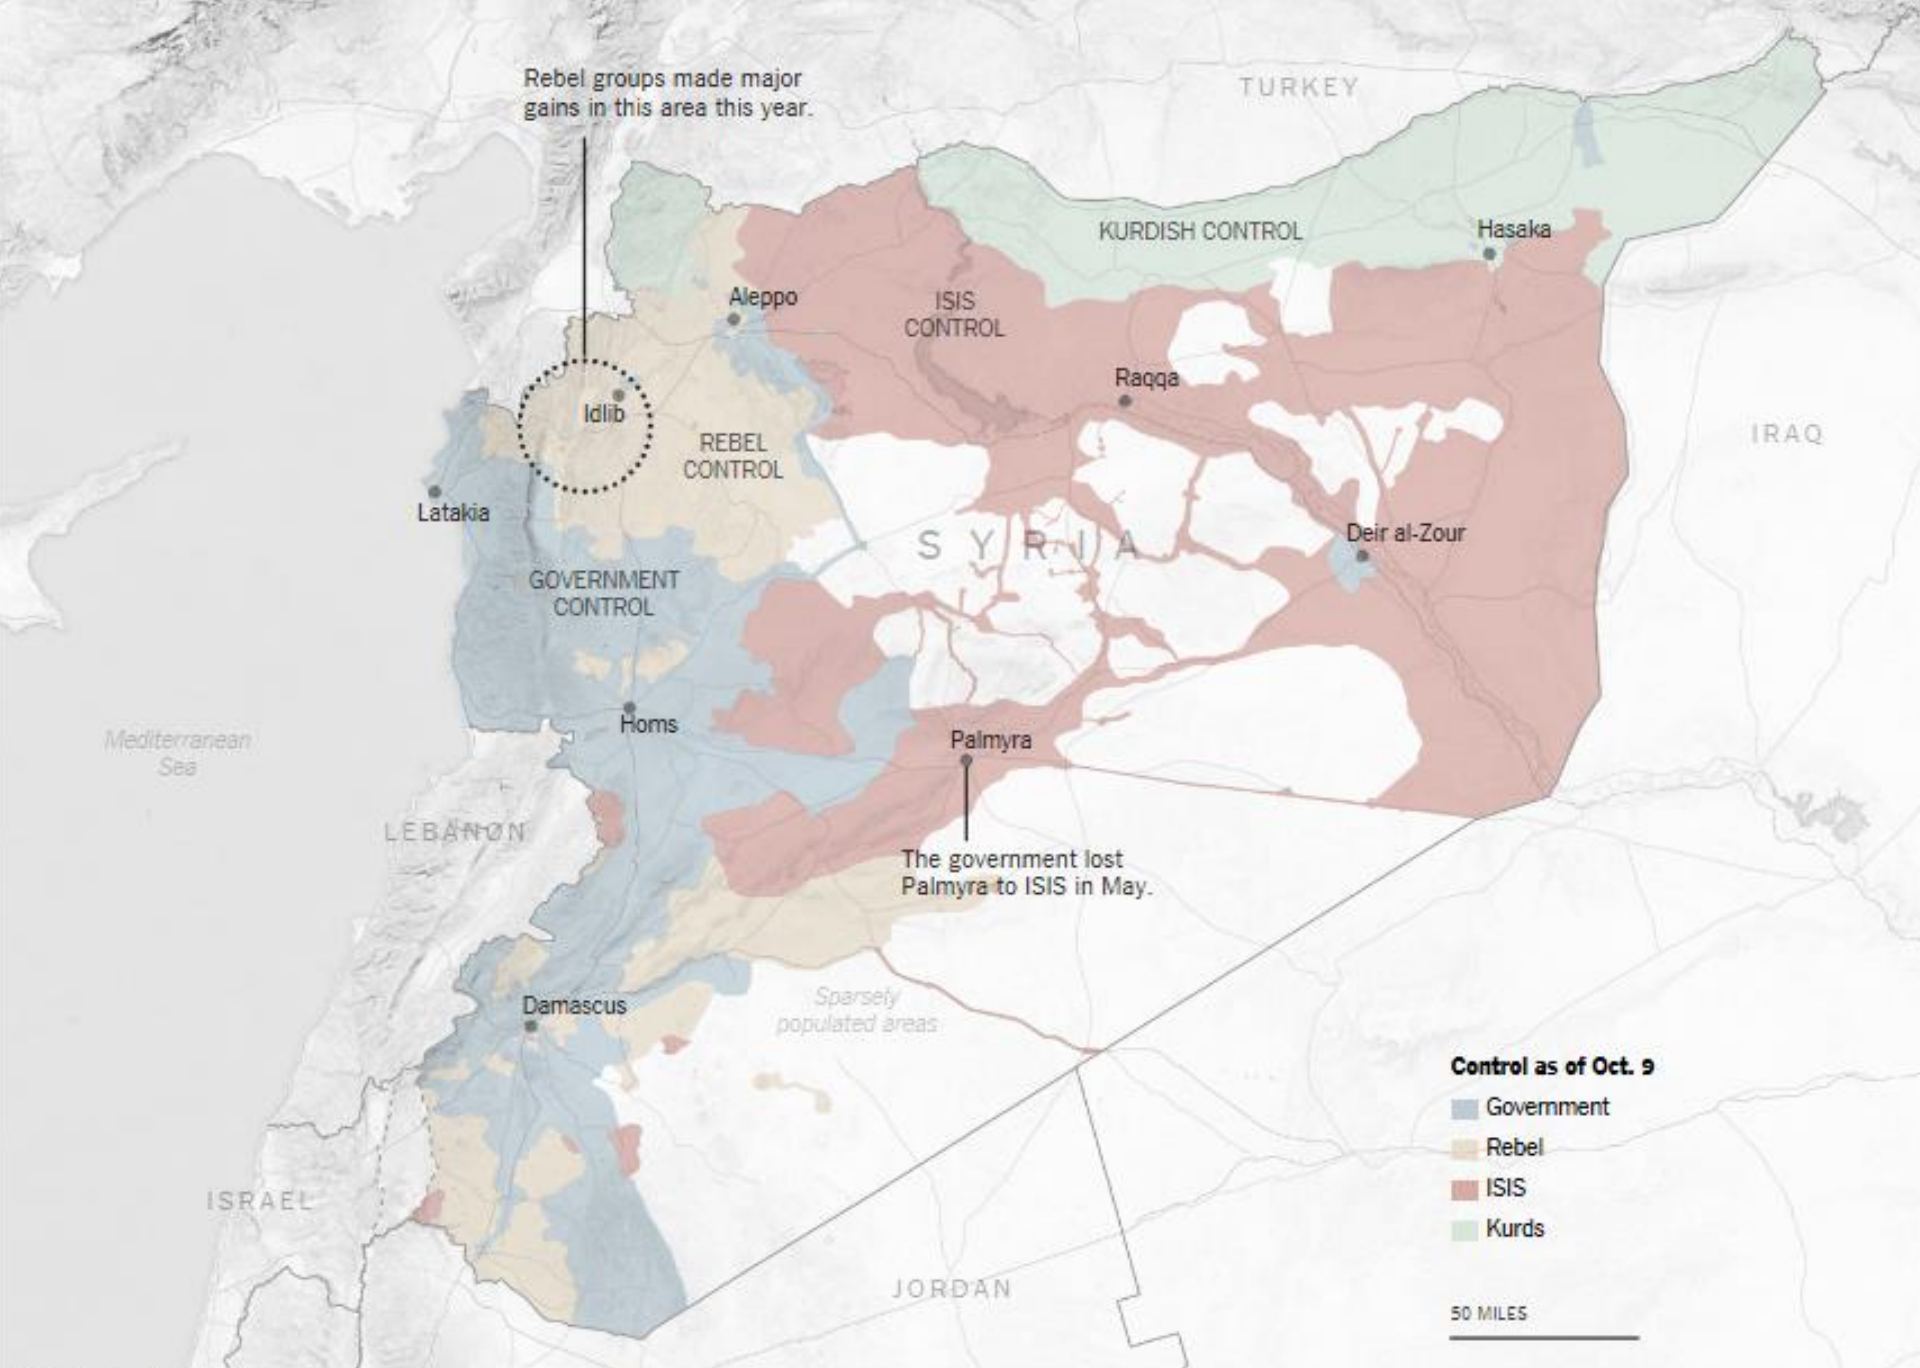 Rebel groups made major
gains in this area this year.
TURKEY
KURDISH CONTROL
Hasaka
Aleppo
ISIS
CONTROL
Raqqa
Idlib
REBEL
CONTROL
IRAQ
Latakia
SYRIA
Deir al-Zour
GOVERNMENT
CONTROL
Homs
Palmyra
Mediterranean
Sea
LEBANON
The government lost
Palmyra to ISIS in May.
Damascus
Sparsely
populated areas
Control as of Oct. 9
Government
Rebel
ISIS
Kurds
ISRAEL
JORDAN
50 MILES